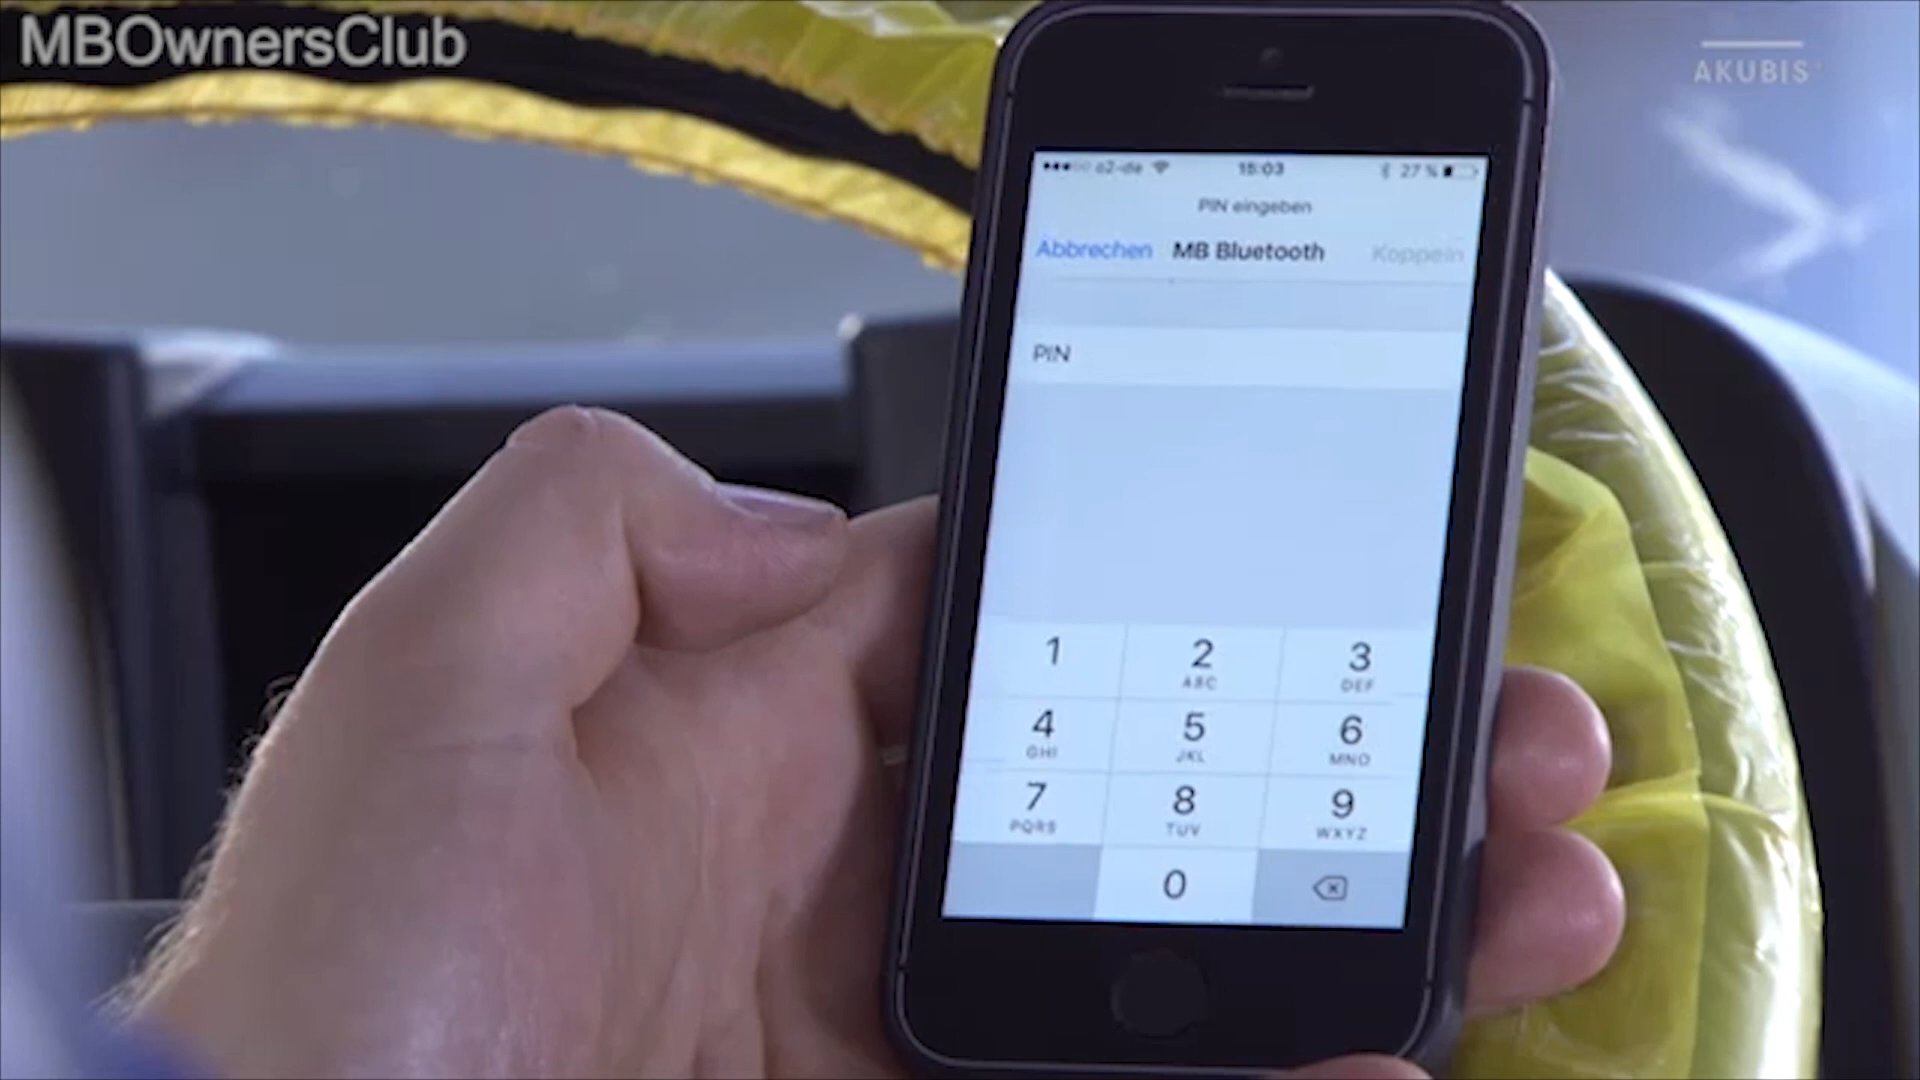 MBOwnersClub
AKUBIS
o2-de 15:03 27 %
PIN eingeben
Abbrechen MB Bluetooth Koppeln
PIN
1 2 3
ABC DEF
4 5 6
GHI JKL MNO
7 8 9
PQRS TUV WXYZ
0